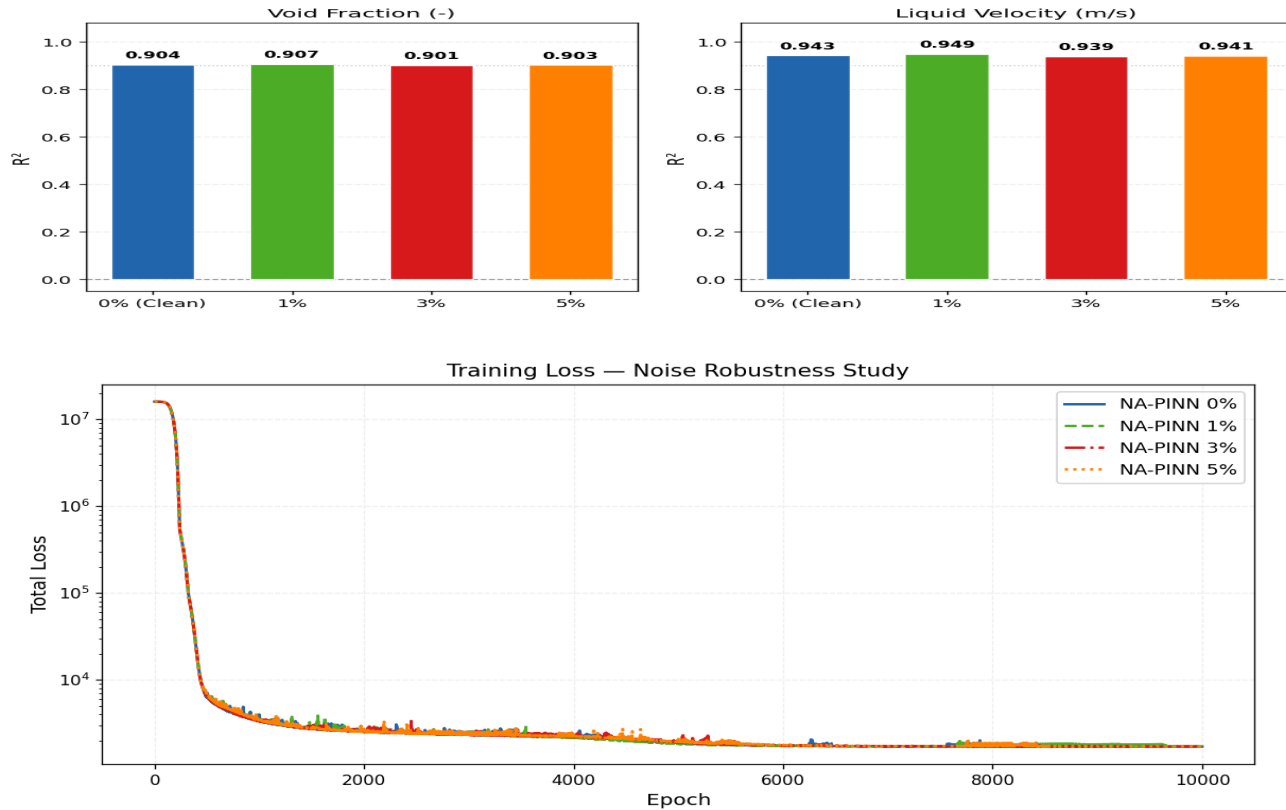 Void Fraction (-)
R²
1.0
0.8
0.6
0.4
0.2
0.0
0.904
0.907
0.901
0.903
0% (Clean)
1%
3%
5%
Liquid Velocity (m/s)
R²
1.0
0.8
0.6
0.4
0.2
0.0
0.943
0.949
0.939
0.941
0% (Clean)
1%
3%
5%
Training Loss — Noise Robustness Study
Total Loss
10⁷
10⁶
10⁵
10⁴
NA-PINN 0%
NA-PINN 1%
NA-PINN 3%
NA-PINN 5%
0
2000
4000
6000
8000
10000
Epoch